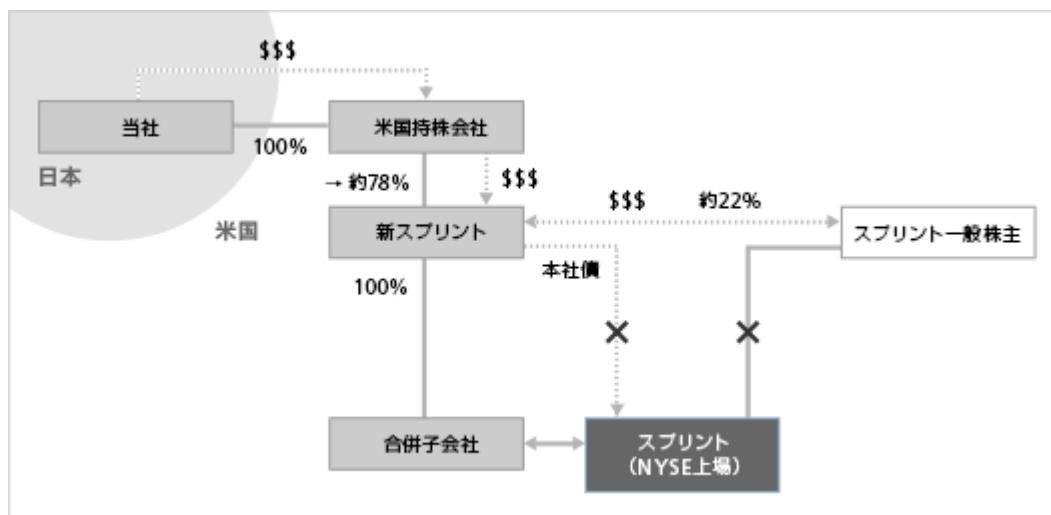 $$$
当社
100%
米国持株会社
日本
→ 約78%
$$$
米国
新スプリント
$$$ 約22%
スプリント一般株主
100%
本社債
合併子会社
スプリント
(NYSE上場)